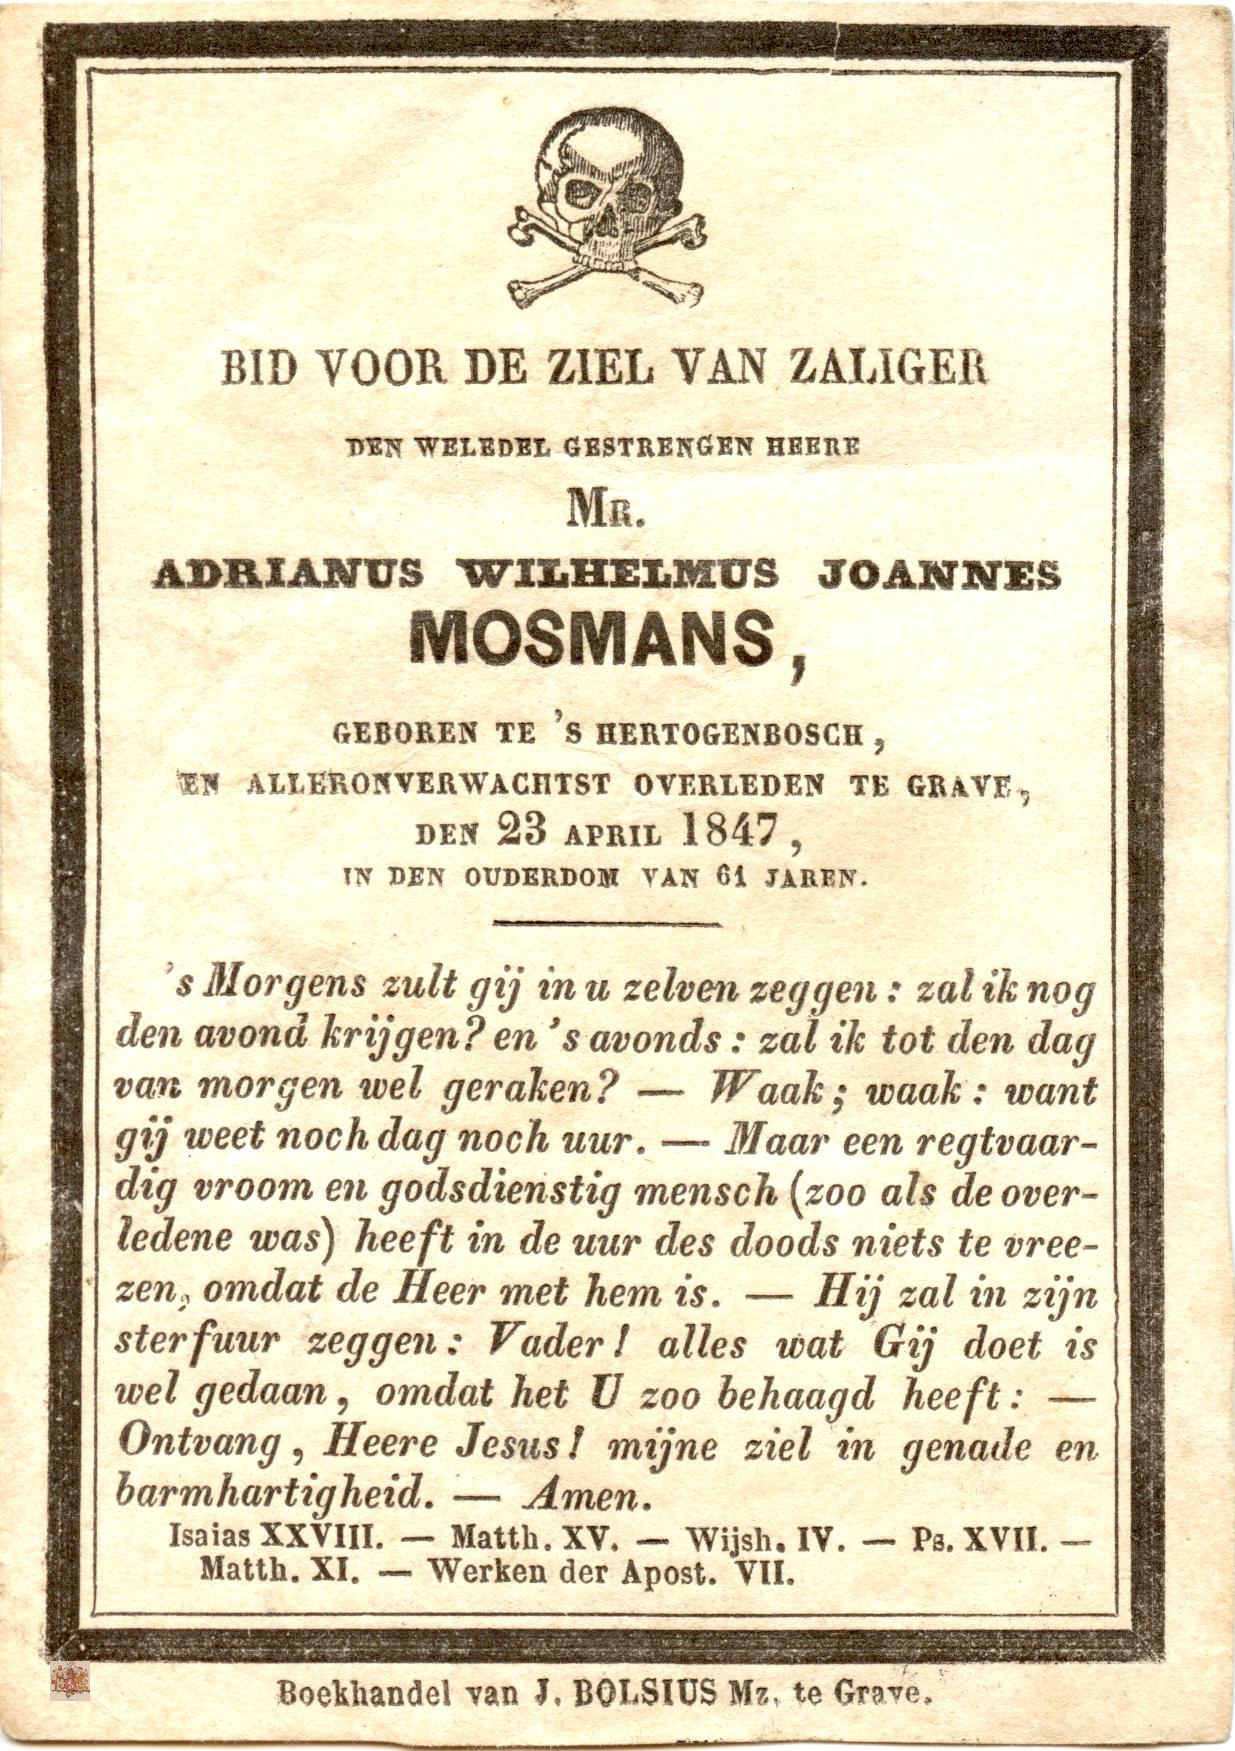 BID VOOR DE ZIEL VAN ZALIGER
DEN WELEDEL GESTRENGEN HEERE
MR.
ADRIANUS WILHELMUS JOANNES
MOSMANS,
GEBOREN TE 'S HERTOGENBOSCH,
EN ALLERONVERWACHTST OVERLEDEN TE GRAVE,
DEN 23 APRIL 1847,
IN DEN OUDERDOM VAN 61 JAREN.
's Morgens zult gij in u zelven zeggen: zal ik nog
den avond krijgen? en 's avonds: zal ik tot den dag
van morgen wel geraken? — Waak; waak: want
gij weet noch dag noch uur. — Maar een regtvaar-
dig vroom en godsdienstig mensch (zoo als de over-
ledene was) heeft in de uur des doods niets te vree-
zen, omdat de Heer met hem is. — Hij zal in zijn
sterfuur zeggen: Vader! alles wat Gij doet is
wel gedaan, omdat het U zoo behaagd heeft: —
Ontvang, Heere Jesus! mijne ziel in genade en
barmhartigheid. — Amen.
Isaias XXVIII. — Matth. XV. — Wijsh. IV. — Ps. XVII. —
Matth. XI. — Werken der Apost. VII.
Boekhandel van J. BOLSIUS Mz. te Grave.